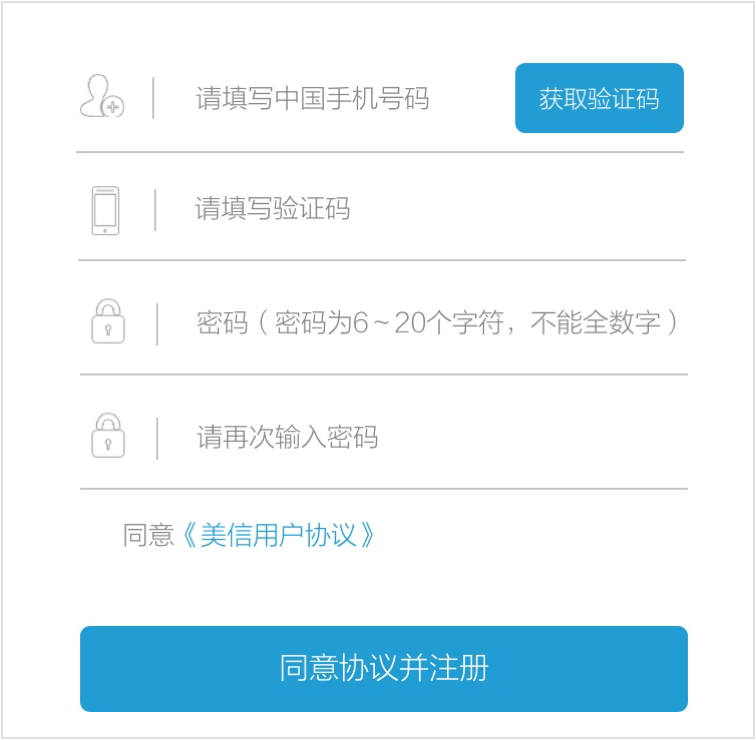 请填写中国手机号码 获取验证码
请填写验证码
密码（密码为6~20个字符，不能全数字）
请再次输入密码
同意《美信用户协议》
同意协议并注册